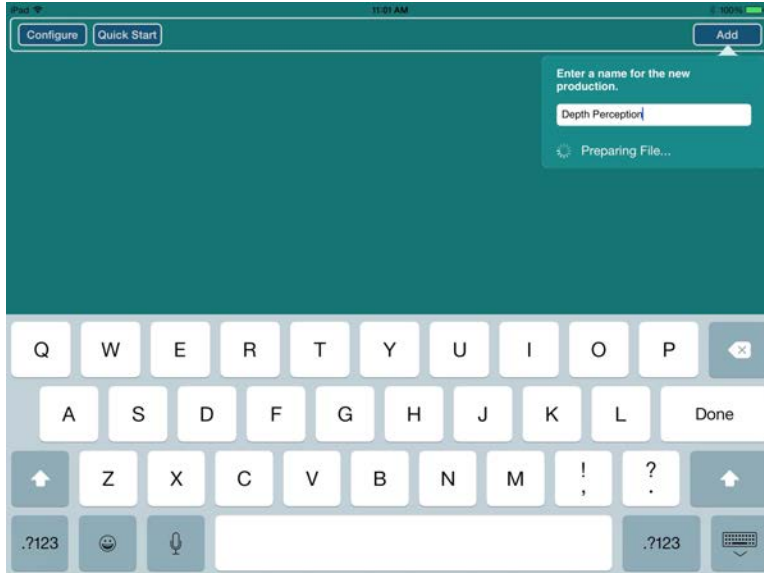 iPad 11:01 AM 100%
Configure Quick Start Add
Enter a name for the new
production.
Depth Perception
Preparing File...
Q W E R T Y U I O P
A S D F G H J K L Done
Z X C V B N M ! , ? .
.?123 .?123